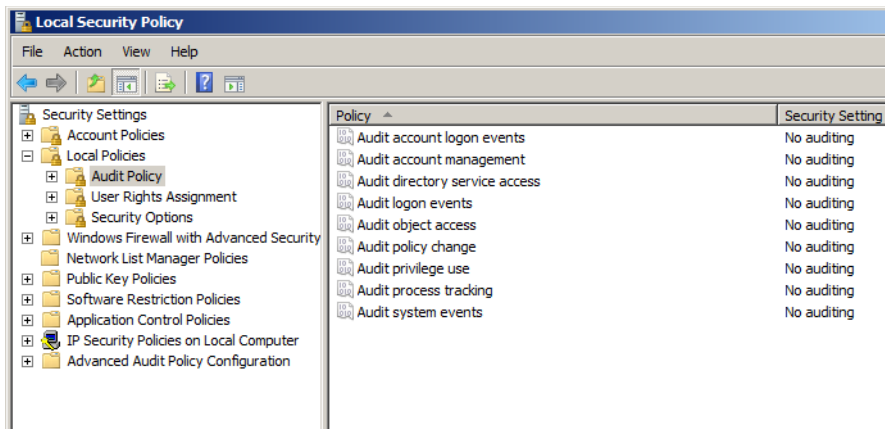 Local Security Policy
File Action View Help
Security Settings
Account Policies
Local Policies
Audit Policy
User Rights Assignment
Security Options
Windows Firewall with Advanced Security
Network List Manager Policies
Public Key Policies
Software Restriction Policies
Application Control Policies
IP Security Policies on Local Computer
Advanced Audit Policy Configuration
Policy Security Setting
Audit account logon events No auditing
Audit account management No auditing
Audit directory service access No auditing
Audit logon events No auditing
Audit object access No auditing
Audit policy change No auditing
Audit privilege use No auditing
Audit process tracking No auditing
Audit system events No auditing